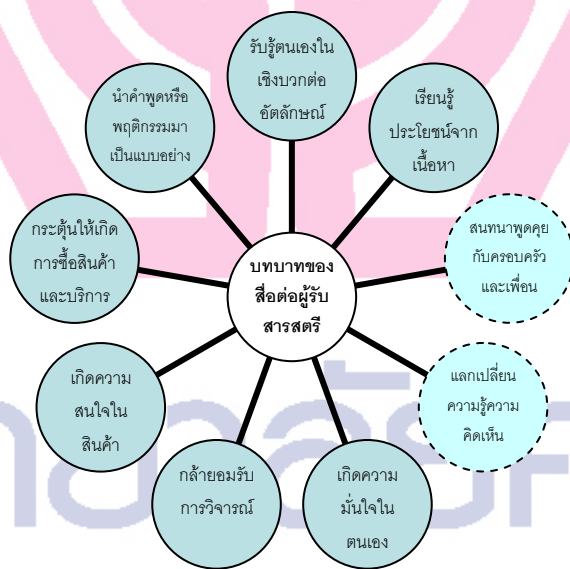 รับรู้ตนเองใน
เชิงบวกต่อ
อัตลักษณ์
เรียนรู้
ประโยชน์จาก
เนื้อหา
สนทนาพูดคุย
กับครอบครัว
และเพื่อน
แลกเปลี่ยน
ความรู้ความ
คิดเห็น
เกิดความ
มั่นใจใน
ตนเอง
กล้ายอมรับ
การวิจารณ์
เกิดความ
สนใจใน
สินค้า
กระตุ้นให้เกิด
การซื้อสินค้า
และบริการ
นำคำพูดหรือ
พฤติกรรมมา
เป็นแบบอย่าง
บทบาทของ
สื่อต่อผู้รับ
สารสตรี